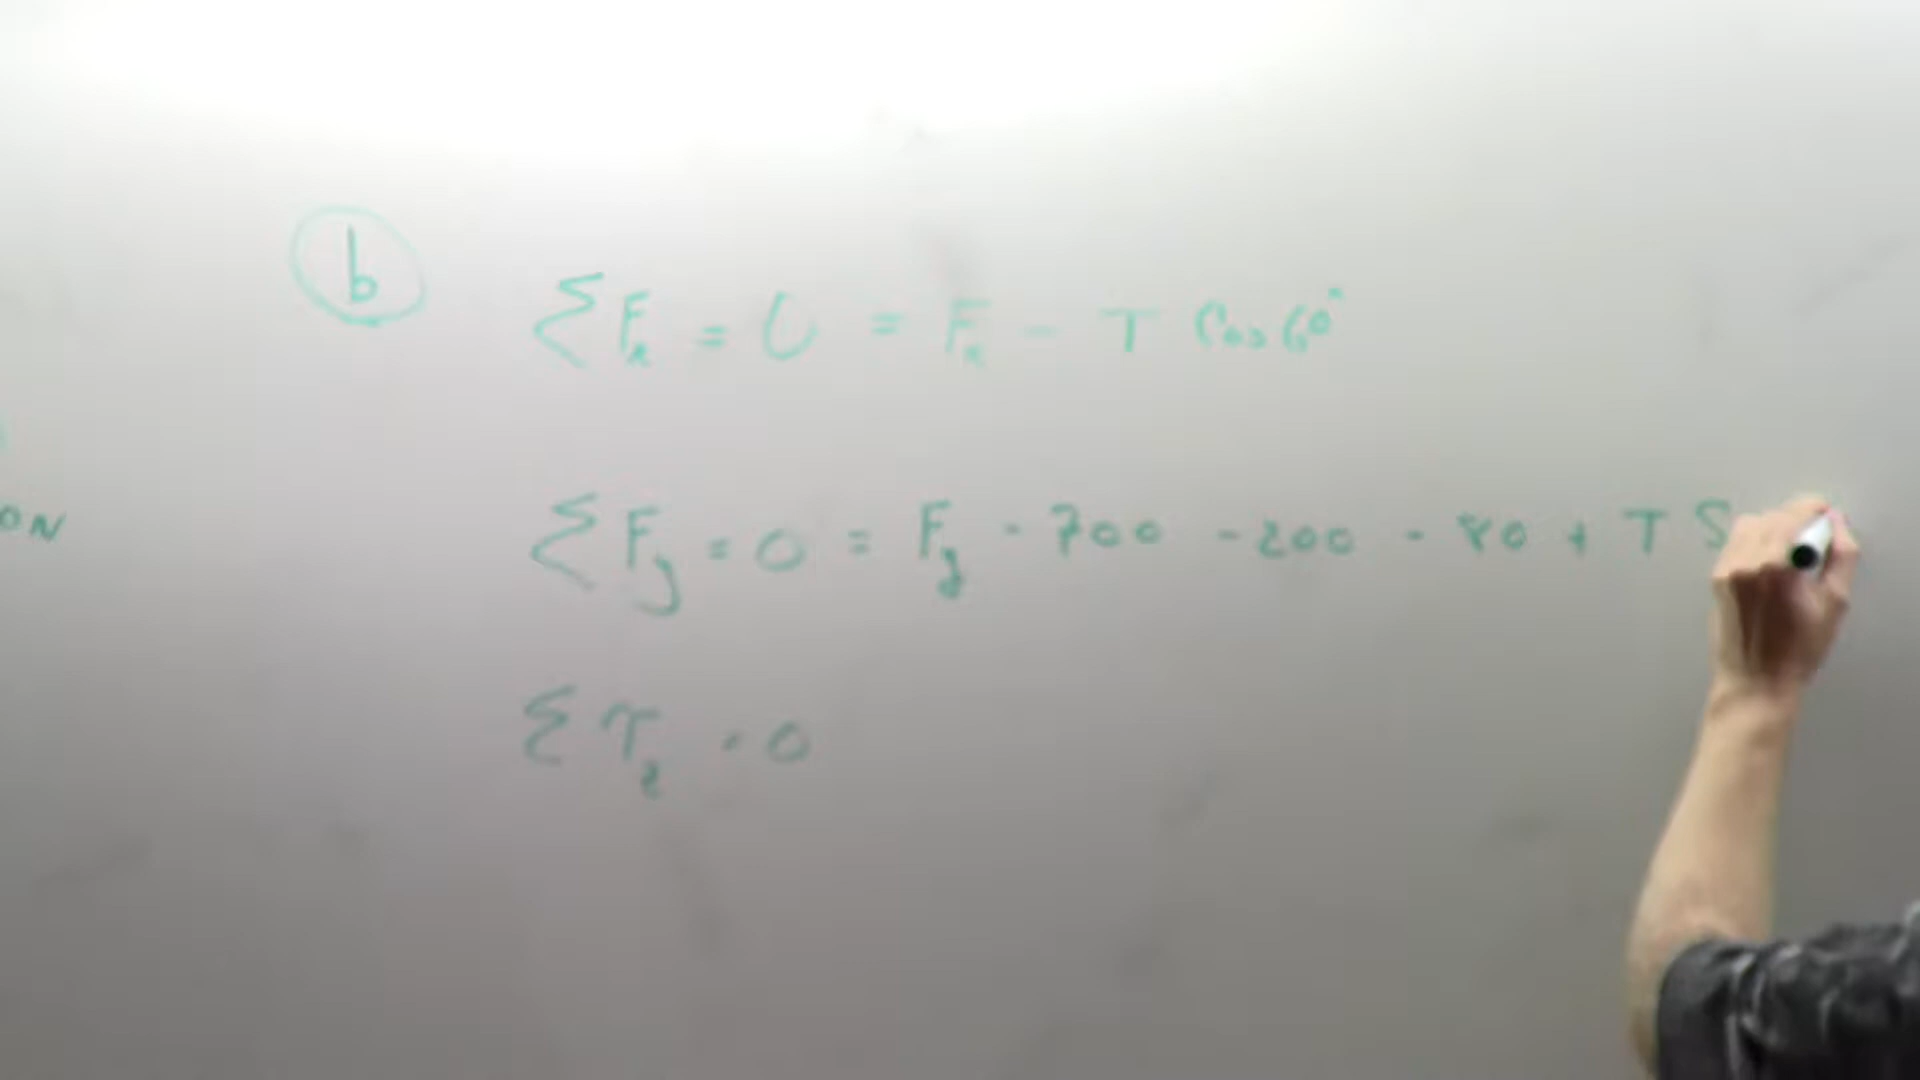 b
ΣFx = 0 = Fx - T Cos 60°
ON
ΣFy = 0 = Fy - 700 - 200 - 80 + T S
Στz = 0